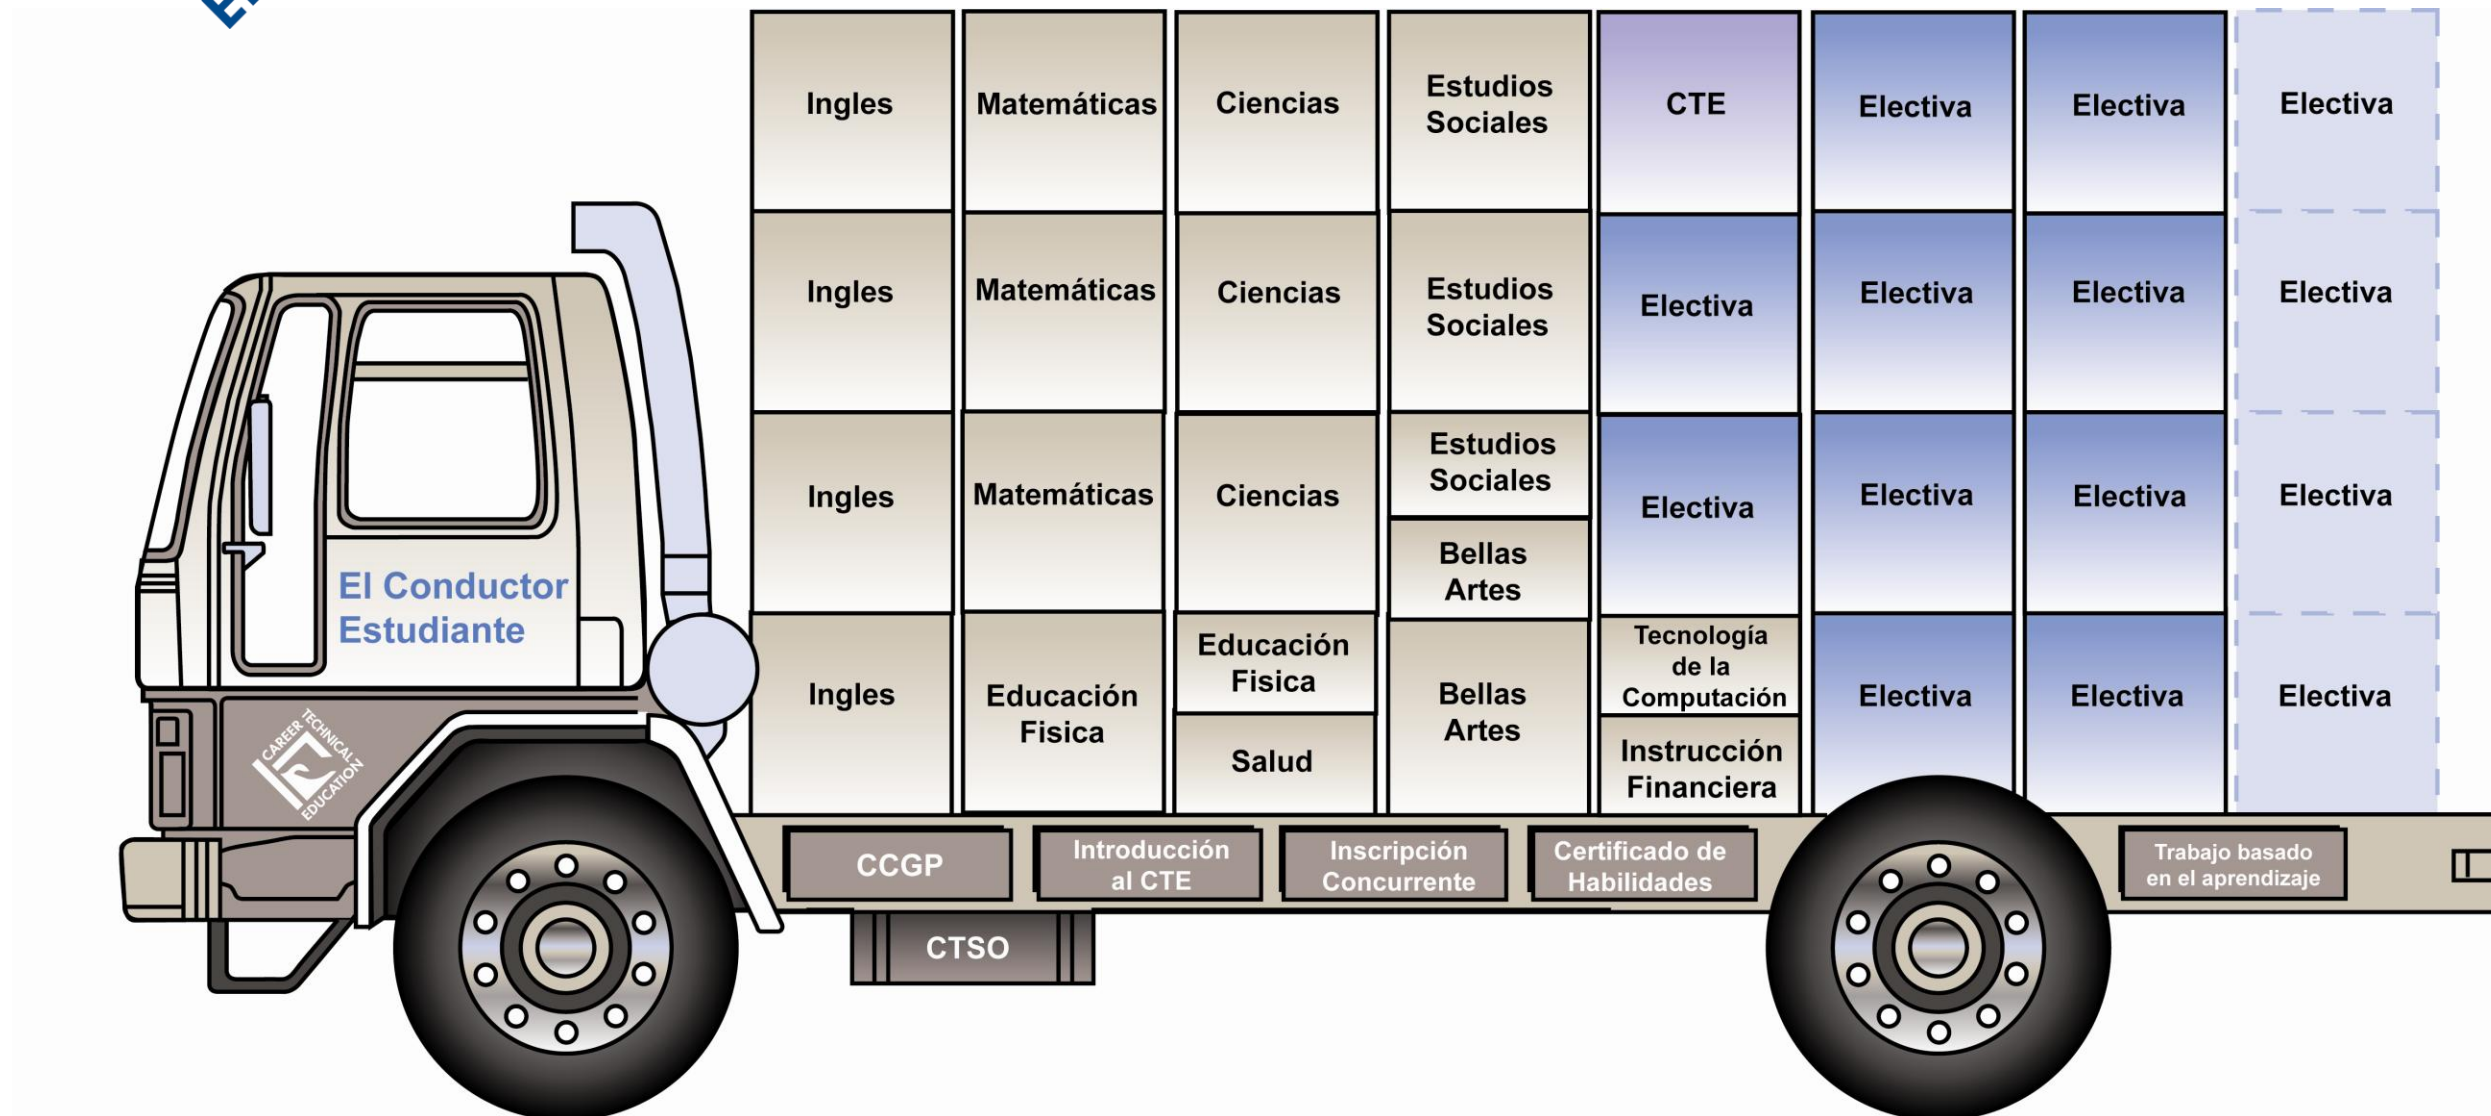 Ingles
Matemáticas
Ciencias
Estudios
Sociales
CTE
Electiva
Electiva
Electiva
Ingles
Matemáticas
Ciencias
Estudios
Sociales
Electiva
Electiva
Electiva
Electiva
Ingles
Matemáticas
Ciencias
Estudios
Sociales
Bellas
Artes
Electiva
Electiva
Electiva
Electiva
Ingles
Educación
Fisica
Educación
Fisica
Salud
Bellas
Artes
Tecnología
de la
Computación
Instrucción
Financiera
Electiva
Electiva
Electiva
El Conductor
Estudiante
CAREER TECHNICAL
EDUCATION
CCGP
Introducción
al CTE
Inscripción
Concurrente
Certificado de
Habilidades
Trabajo basado
en el aprendizaje
CTSO